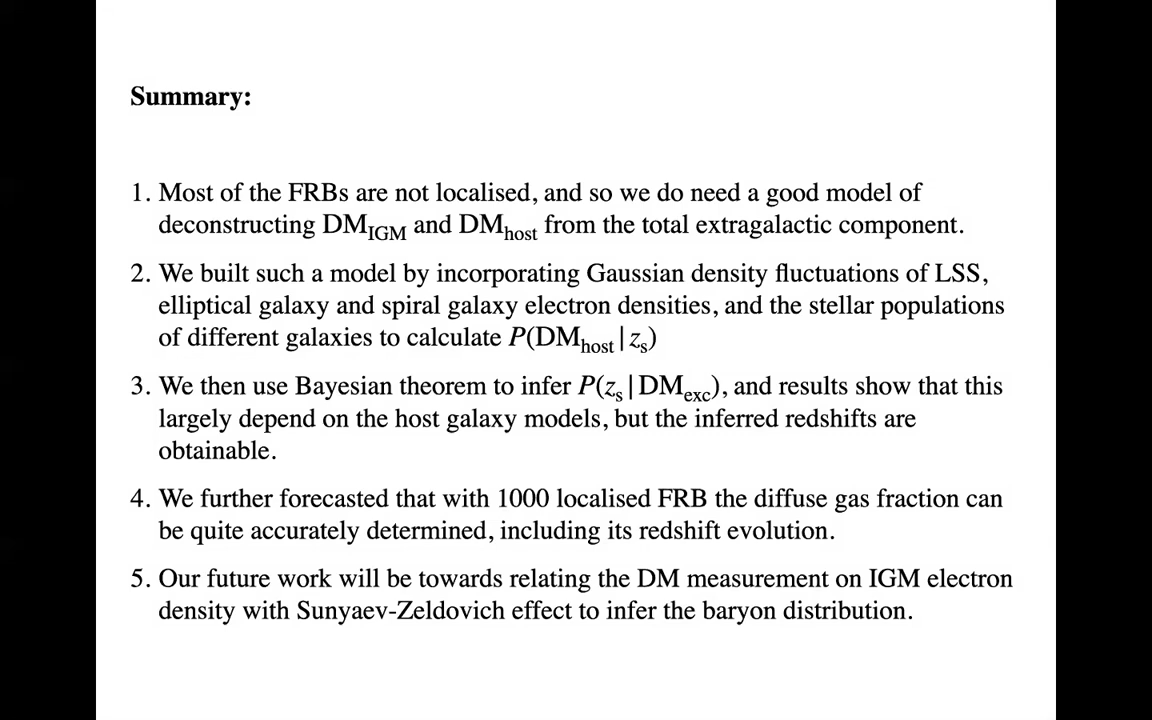 Summary:
1. Most of the FRBs are not localised, and so we do need a good model of
deconstructing DM_IGM and DM_host from the total extragalactic component.
2. We built such a model by incorporating Gaussian density fluctuations of LSS,
elliptical galaxy and spiral galaxy electron densities, and the stellar populations
of different galaxies to calculate P(DM_host | z_s)
3. We then use Bayesian theorem to infer P(z_s | DM_exc), and results show that this
largely depend on the host galaxy models, but the inferred redshifts are
obtainable.
4. We further forecasted that with 1000 localised FRB the diffuse gas fraction can
be quite accurately determined, including its redshift evolution.
5. Our future work will be towards relating the DM measurement on IGM electron
density with Sunyaev-Zeldovich effect to infer the baryon distribution.